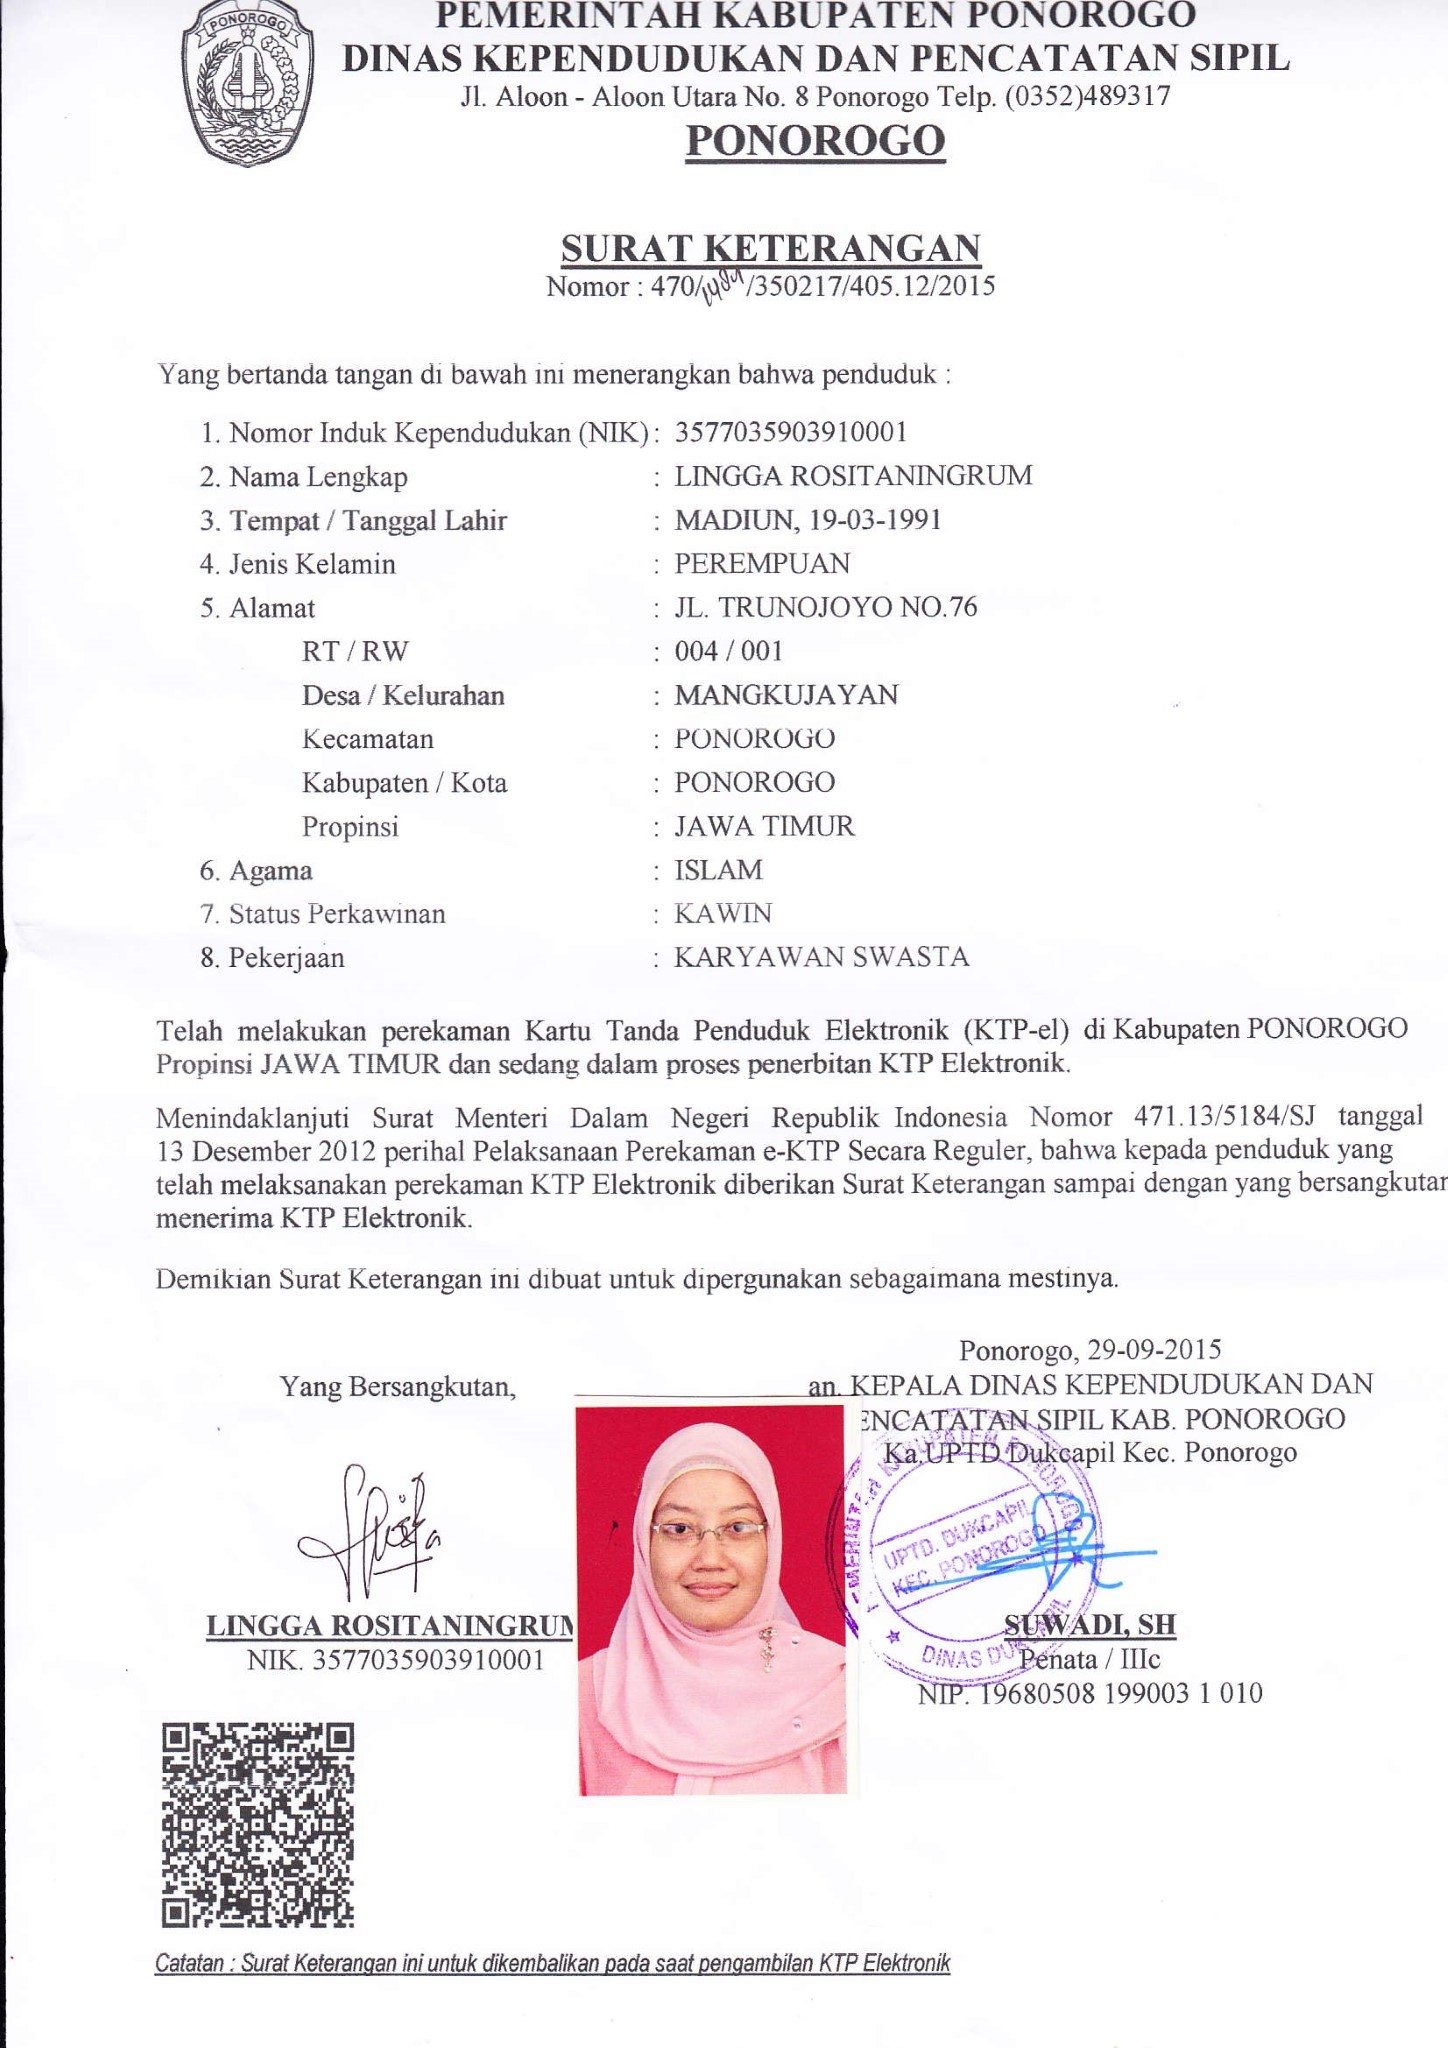 PONOROGO
PEMERINTAH KABUPATEN PONOROGO
DINAS KEPENDUDUKAN DAN PENCATATAN SIPIL
Jl. Aloon - Aloon Utara No. 8 Ponorogo Telp. (0352)489317
PONOROGO
SURAT KETERANGAN
Nomor : 470/ /350217/405.12/2015
Yang bertanda tangan di bawah ini menerangkan bahwa penduduk :
1. Nomor Induk Kependudukan (NIK) : 3577035903910001
2. Nama Lengkap : LINGGA ROSITANINGRUM
3. Tempat / Tanggal Lahir : MADIUN, 19-03-1991
4. Jenis Kelamin : PEREMPUAN
5. Alamat : JL. TRUNOJOYO NO.76
RT / RW : 004 / 001
Desa / Kelurahan : MANGKUJAYAN
Kecamatan : PONOROGO
Kabupaten / Kota : PONOROGO
Propinsi : JAWA TIMUR
6. Agama : ISLAM
7. Status Perkawinan : KAWIN
8. Pekerjaan : KARYAWAN SWASTA
Telah melakukan perekaman Kartu Tanda Penduduk Elektronik (KTP-el) di Kabupaten PONOROGO
Propinsi JAWA TIMUR dan sedang dalam proses penerbitan KTP Elektronik.
Menindaklanjuti Surat Menteri Dalam Negeri Republik Indonesia Nomor 471.13/5184/SJ tanggal
13 Desember 2012 perihal Pelaksanaan Perekaman e-KTP Secara Reguler, bahwa kepada penduduk yang
telah melaksanakan perekaman KTP Elektronik diberikan Surat Keterangan sampai dengan yang bersangkutan
menerima KTP Elektronik.
Demikian Surat Keterangan ini dibuat untuk dipergunakan sebagaimana mestinya.
Ponorogo, 29-09-2015
Yang Bersangkutan,
an. KEPALA DINAS KEPENDUDUKAN DAN
ENCATATAN SIPIL KAB. PONOROGO
Ka.UPTD Dukcapil Kec. Ponorogo
KABUPATEN PONOROGO
UPTD. DUKCAPIL
KEC. PONOROGO
DINAS DUKCAPIL
LINGGA ROSITANINGRUM
NIK. 3577035903910001
SUWADI, SH
Penata / IIIc
NIP. 19680508 199003 1 010
Catatan : Surat Keterangan ini untuk dikembalikan pada saat pengambilan KTP Elektronik